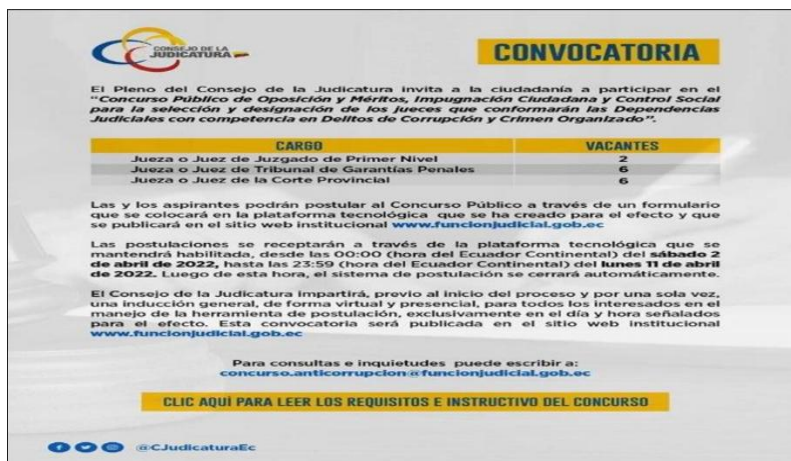 CONSEJO DE LA
JUDICATURA
CONVOCATORIA
El Pleno del Consejo de la Judicatura invita a la ciudadanía a participar en el
“Concurso Público de Oposición y Méritos, Impugnación Ciudadana y Control Social
para la selección y designación de los jueces que conformarán las Dependencias
Judiciales con competencia en Delitos de Corrupción y Crimen Organizado”.
CARGO VACANTES
Jueza o Juez de Juzgado de Primer Nivel 2
Jueza o Juez de Tribunal de Garantías Penales 6
Jueza o Juez de la Corte Provincial 6
Las y los aspirantes podrán postular al Concurso Público a través de un formulario
que se colocará en la plataforma tecnológica que se ha creado para el efecto y que
se publicará en el sitio web institucional www.funcionjudicial.gob.ec
Las postulaciones se receptarán a través de la plataforma tecnológica que se
mantendrá habilitada, desde las 00:00 (hora del Ecuador Continental) del sábado 2
de abril de 2022, hasta las 23:59 (hora del Ecuador Continental) del lunes 11 de abril
de 2022. Luego de esta hora, el sistema de postulación se cerrará automáticamente.
El Consejo de la Judicatura impartirá, previo al inicio del proceso y por una sola vez,
una inducción general, de forma virtual y presencial, para todos los interesados en el
manejo de la herramienta de postulación, exclusivamente en el día y hora señalados
para el efecto. Esta convocatoria será publicada en el sitio web institucional
www.funcionjudicial.gob.ec
Para consultas e inquietudes puede escribir a:
concurso.anticorrupcion@funcionjudicial.gob.ec
CLIC AQUÍ PARA LEER LOS REQUISITOS E INSTRUCTIVO DEL CONCURSO
@CJudicaturaEc